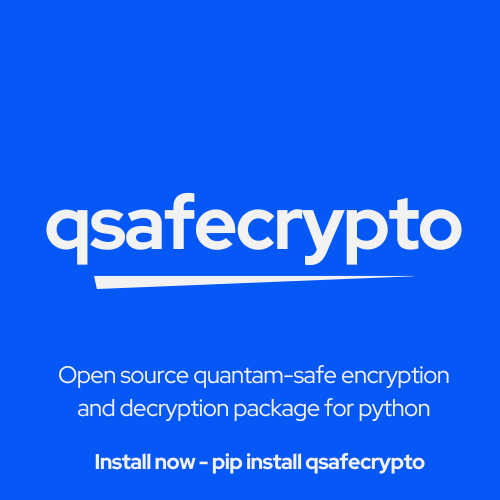 qsafecrypto
Open source quantam-safe encryption
and decryption package for python
Install now - pip install qsafecrypto